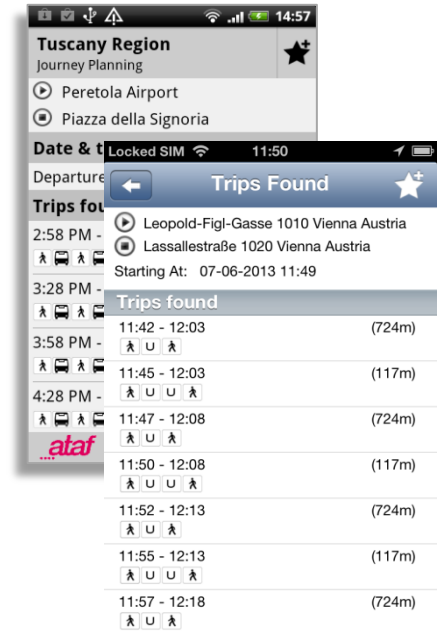 14:57
Tuscany Region
Journey Planning
Peretola Airport
Piazza della Signoria
Date & t
Departure
Trips fou
2:58 PM -
3:28 PM -
3:58 PM -
4:28 PM -
...ataf
Locked SIM 11:50
Trips Found
Leopold-Figl-Gasse 1010 Vienna Austria
Lassallestraße 1020 Vienna Austria
Starting At: 07-06-2013 11:49
Trips found
11:42 - 12:03 (724m)
U
11:45 - 12:03 (117m)
U U
11:47 - 12:08 (724m)
U
11:50 - 12:08 (117m)
U U
11:52 - 12:13 (724m)
U
11:55 - 12:13 (117m)
U U
11:57 - 12:18 (724m)
U